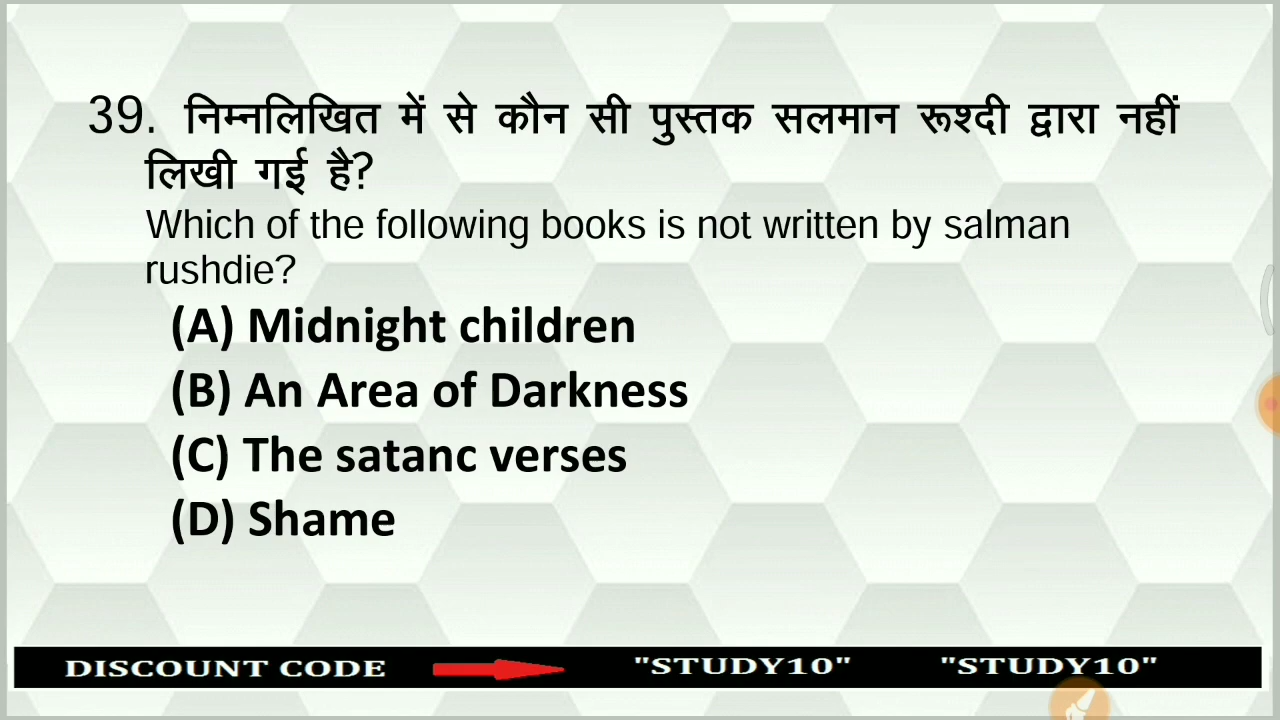 39. निम्नलिखित में से कौन सी पुस्तक सलमान रूश्दी द्वारा नहीं
लिखी गई है?
Which of the following books is not written by salman
rushdie?
(A) Midnight children
(B) An Area of Darkness
(C) The satanc verses
(D) Shame
DISCOUNT CODE "STUDY10" "STUDY10"